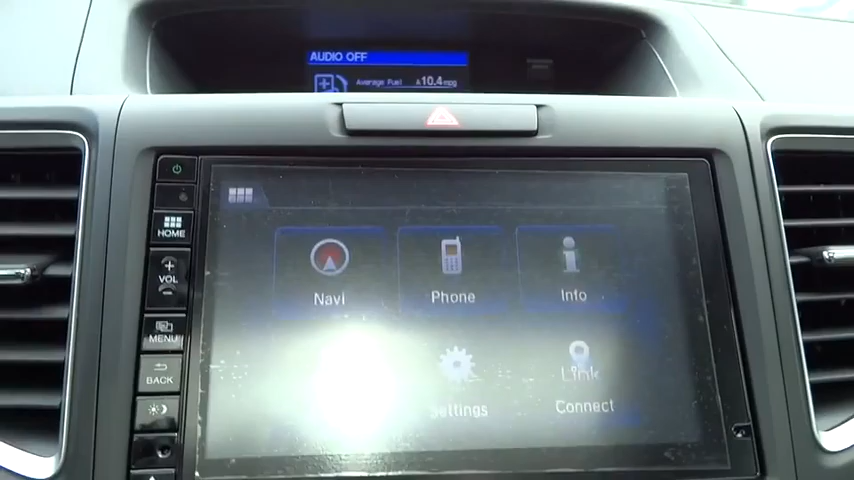 AUDIO OFF
Average Fuel A10.4mpg
HOME
VOL
MENU
BACK
Navi
Phone
Info
Settings
Link
Connect